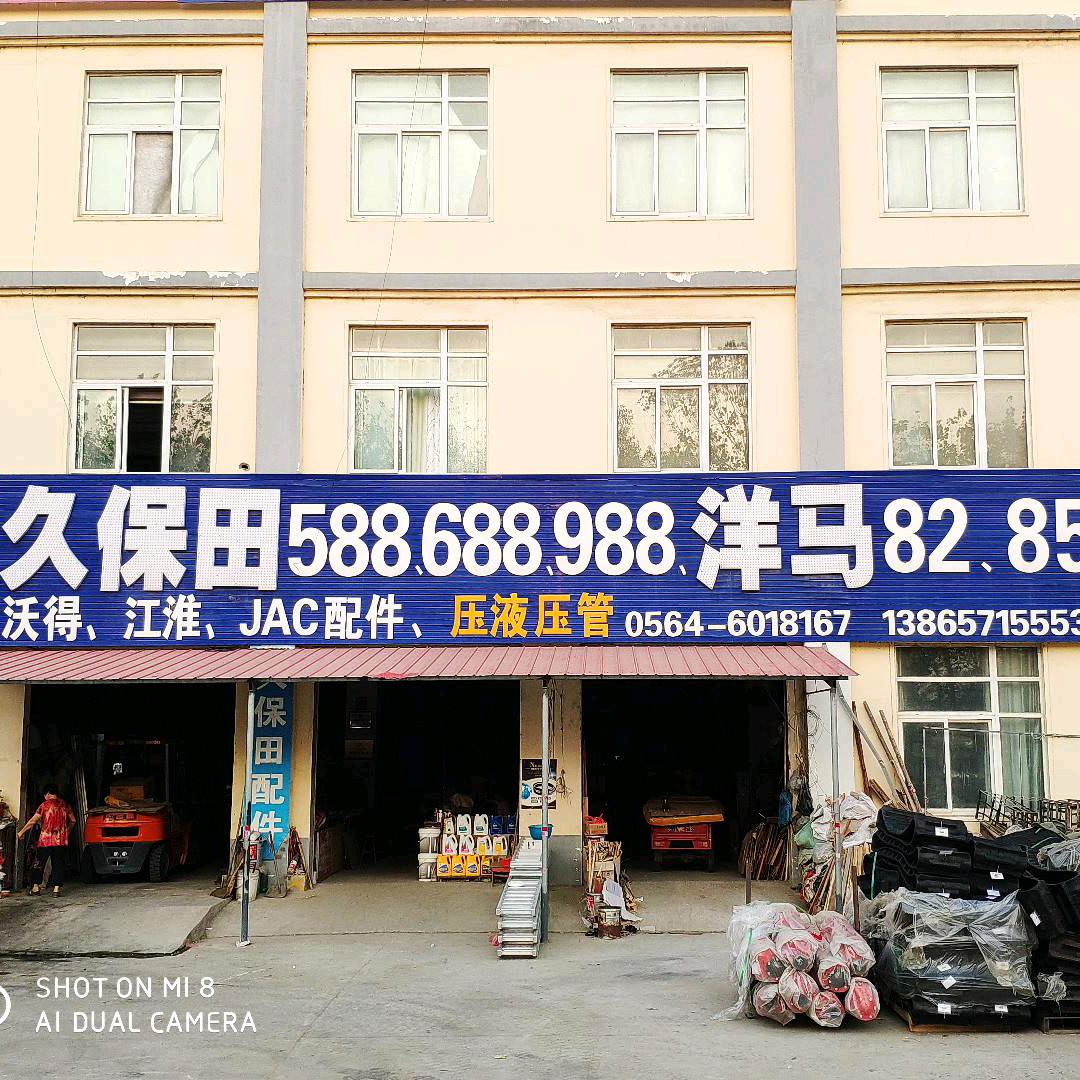 久保田588、688、988、洋马82、85
沃得、江淮、JAC配件、压液压管 0564-6018167 13865715553
久保田配件
SHOT ON MI 8
AI DUAL CAMERA